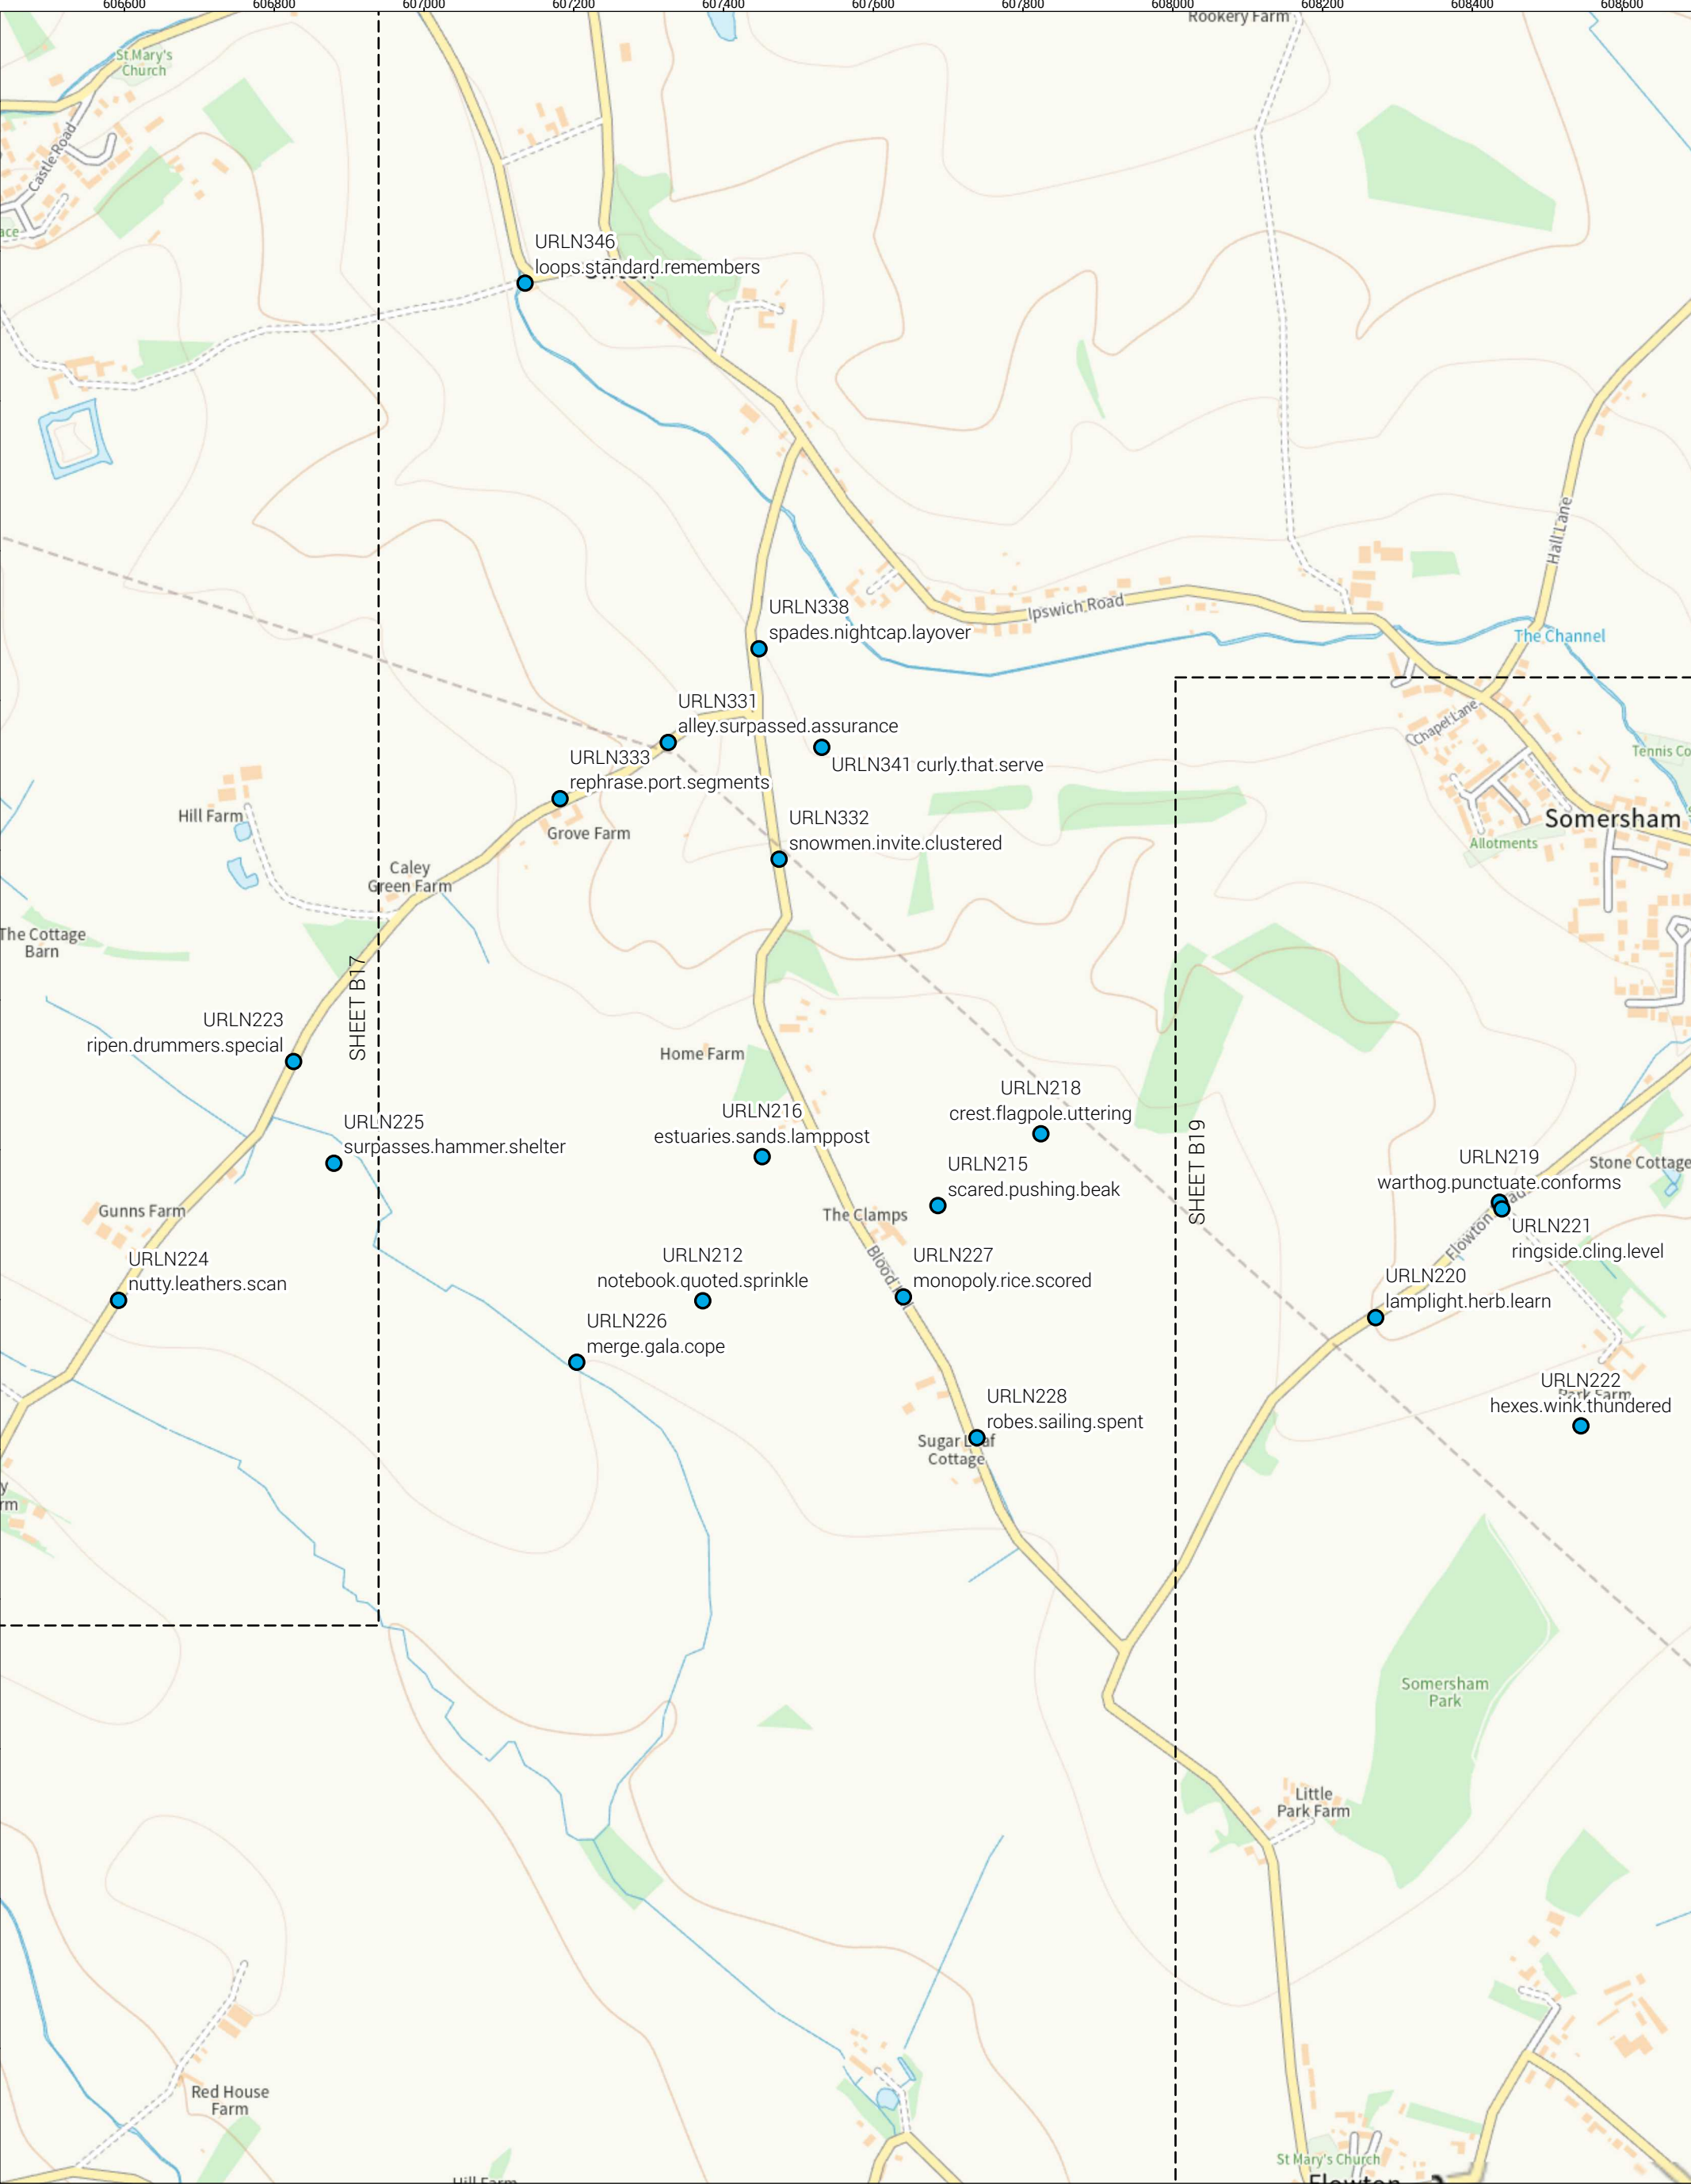 606600 606800 607000 607200 607400 607600 607800 608000 608200 608400 608600
Rookery Farm
St Mary's
Church
Castle Road
URLN346
loops.standard.remembers
Hall Lane
URLN338
spades.nightcap.layover
Ipswich Road
The Channel
URLN331
alley.surpassed.assurance
Chapel Lane
URLN333
rephrase.port.segments
URLN341 curly.that.serve
Tennis Co
Hill Farm
Grove Farm
URLN332
snowmen.invite.clustered
Somersham
Allotments
Caley
Green Farm
The Cottage
Barn
SHEET B17
URLN223
ripen.drummers.special
Home Farm
URLN218
crest.flagpole.uttering
URLN216
estuaries.sands.lamppost
URLN225
surpasses.hammer.shelter
SHEET B19
URLN215
scared.pushing.beak
URLN219
warthog.punctuate.conforms
Stone Cottage
Gunns Farm
The Clamps
Flowton
URLN221
ringside.cling.level
URLN224
nutty.leathers.scan
URLN212
notebook.quoted.sprinkle
Blood
URLN227
monopoly.rice.scored
URLN220
lamplight.herb.learn
URLN226
merge.gala.cope
URLN222
Park Farm
hexes.wink.thundered
URLN228
robes.sailing.spent
Sugar Loaf
Cottage
Somersham
Park
Little
Park Farm
Red House
Farm
St Mary's Church
Hill Farm
Flowton